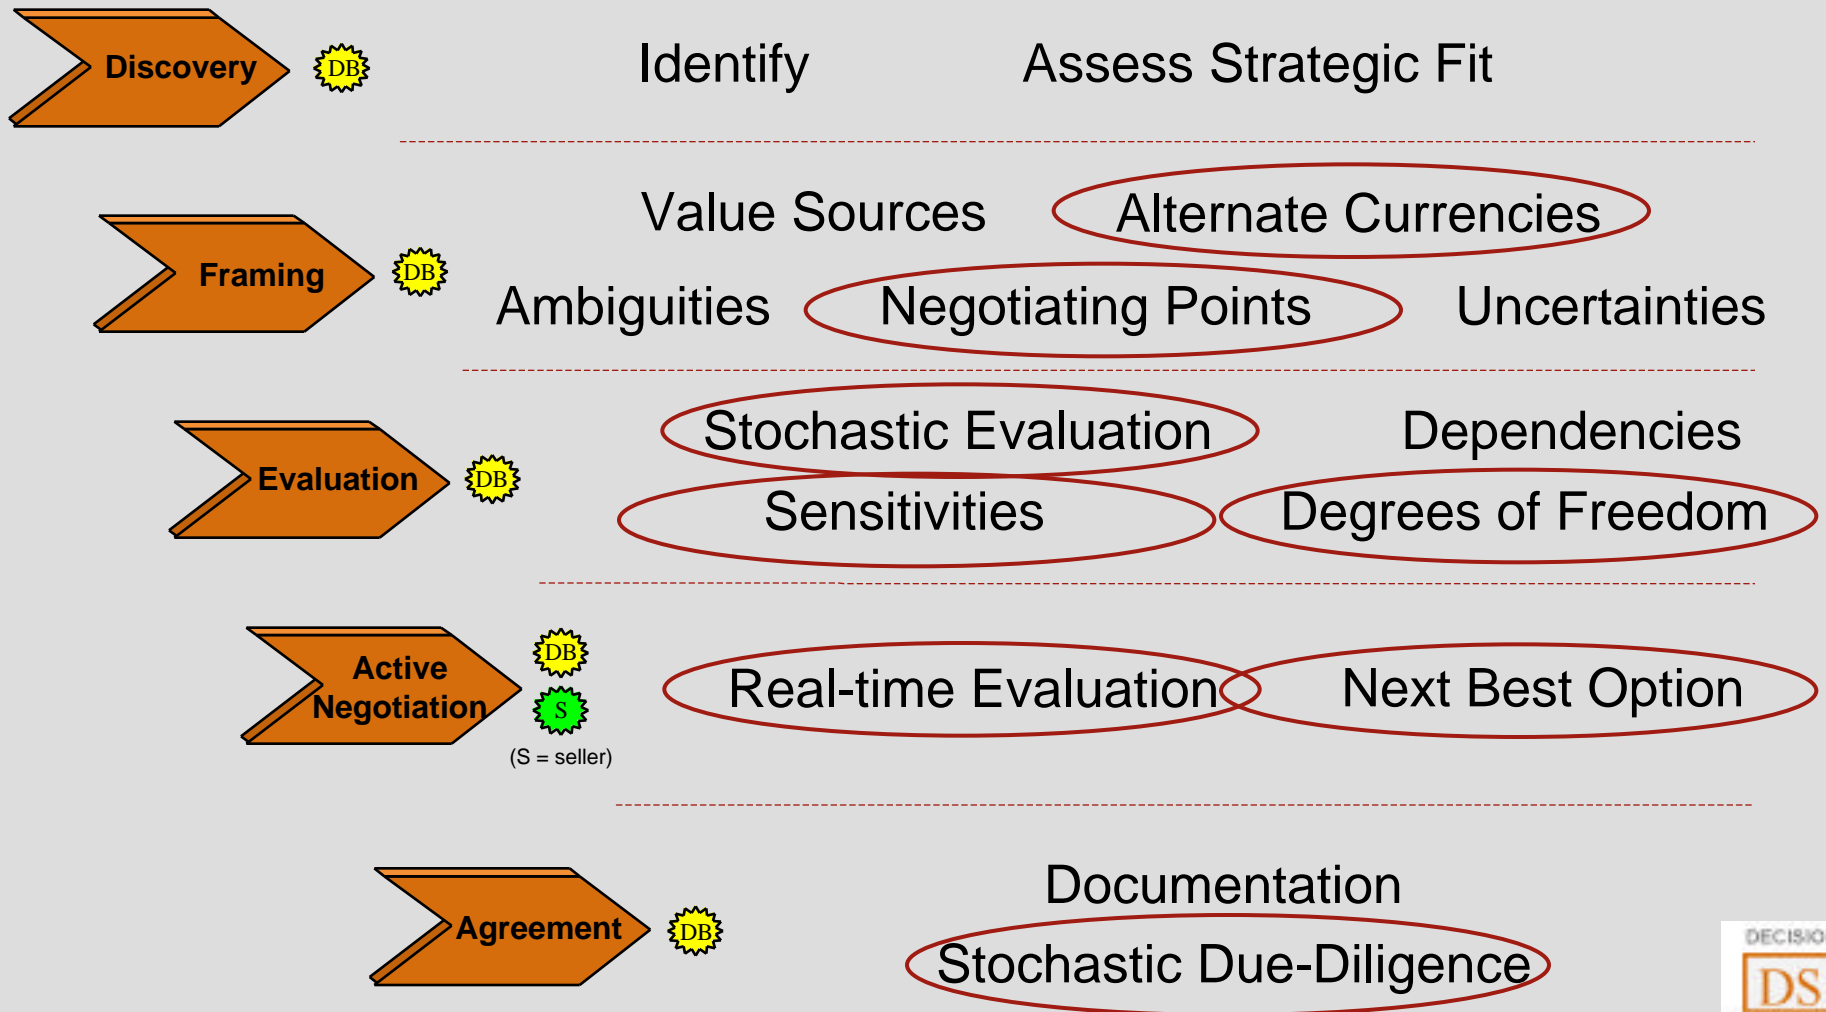 Discovery
DB
Identify
Assess Strategic Fit
Value Sources
Alternate Currencies
Framing
DB
Ambiguities
Negotiating Points
Uncertainties
Stochastic Evaluation
Dependencies
Evaluation
DB
Sensitivities
Degrees of Freedom
Active
Negotiation
DB
S
(S = seller)
Real-time Evaluation
Next Best Option
Documentation
Agreement
DB
Stochastic Due-Diligence
DECISIO
DS